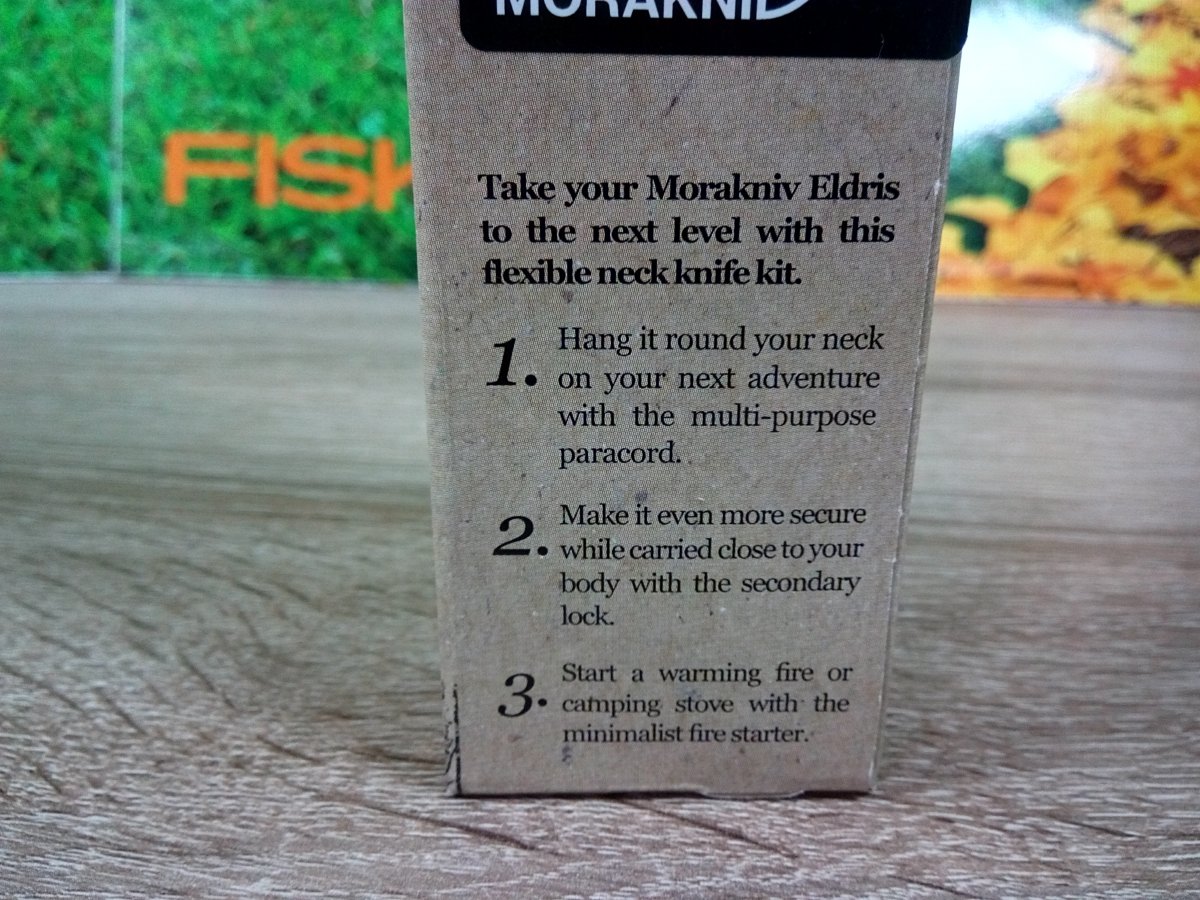 MORAKNIV
FISK
Take your Morakniv Eldris
to the next level with this
flexible neck knife kit.
1. Hang it round your neck
on your next adventure
with the multi-purpose
paracord.
2. Make it even more secure
while carried close to your
body with the secondary
lock.
3. Start a warming fire or
camping stove with the
minimalist fire starter.